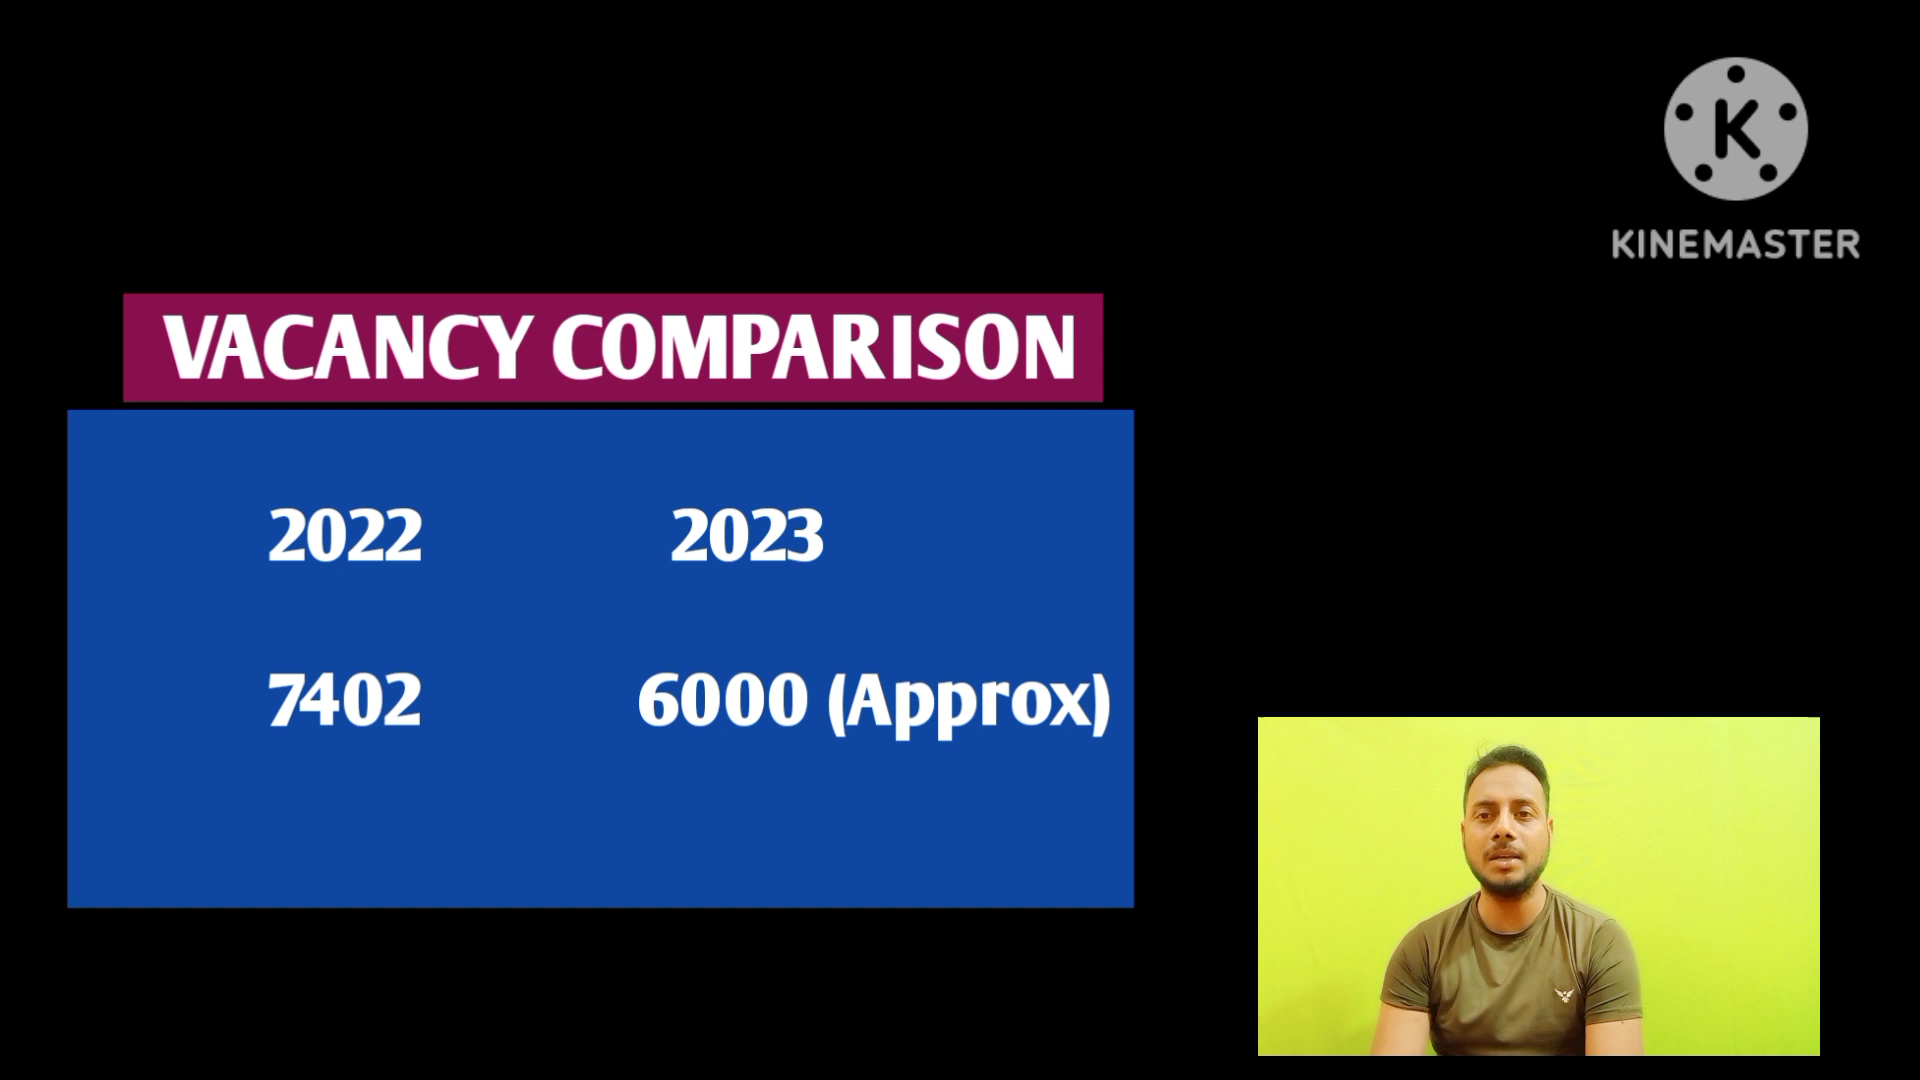 K
KINEMASTER
VACANCY COMPARISON
2022 2023
7402 6000 (Approx)